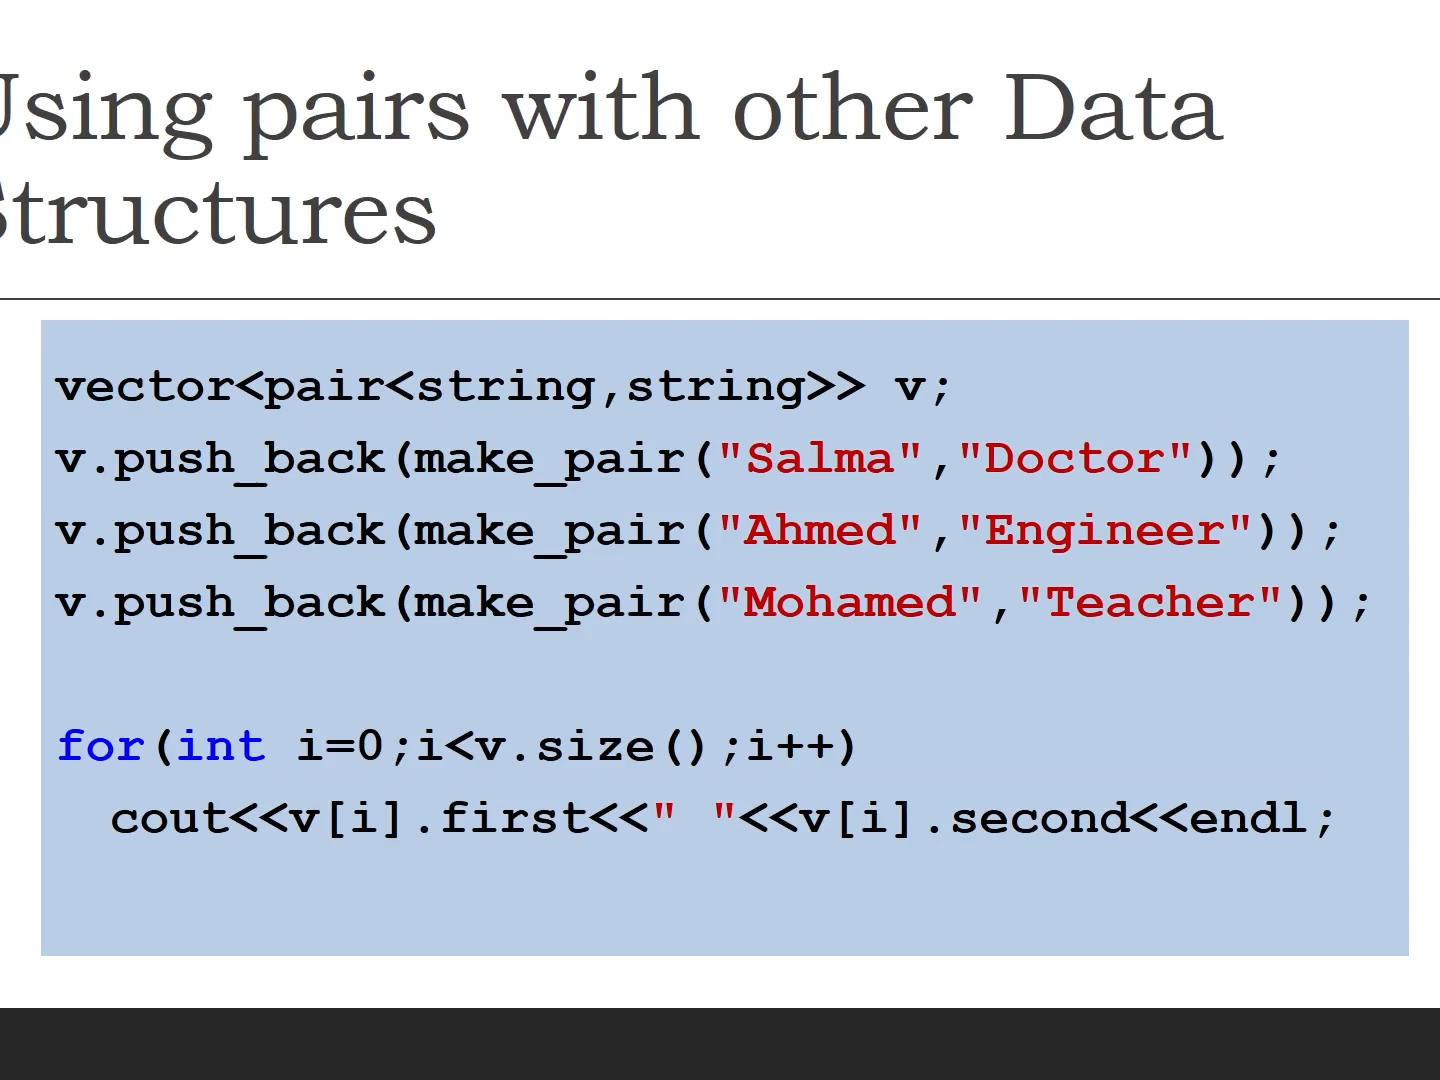 Using pairs with other Data
Structures
vector<pair<string,string>> v;
v.push_back(make_pair("Salma","Doctor"));
v.push_back(make_pair("Ahmed","Engineer"));
v.push_back(make_pair("Mohamed","Teacher"));
for(int i=0;i<v.size();i++)
cout<<v[i].first<<" "<<v[i].second<<endl;